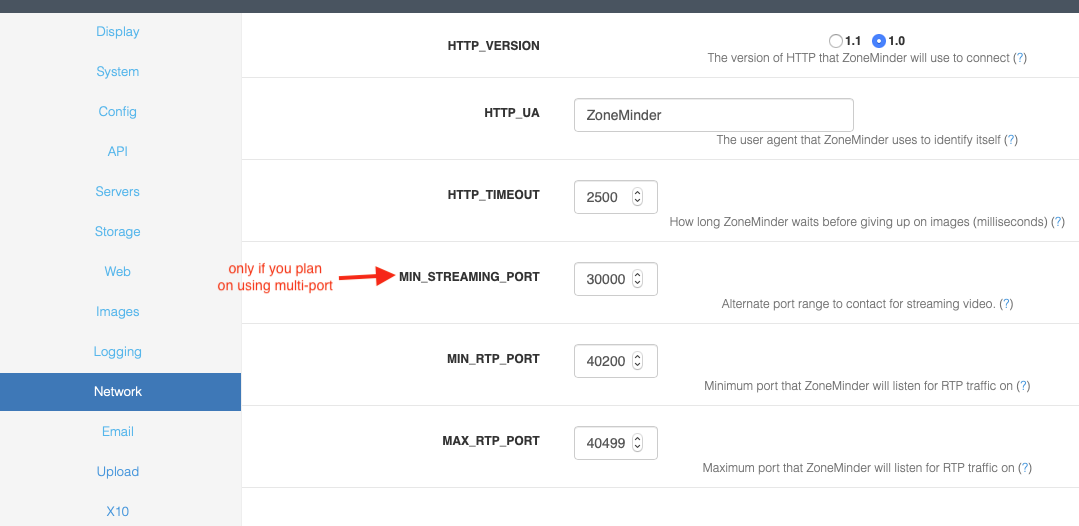 Display
System
Config
API
Servers
Storage
Web
Images
Logging
Network
Email
Upload
X10
HTTP_VERSION
1.1 1.0
The version of HTTP that ZoneMinder will use to connect (?)
HTTP_UA
ZoneMinder
The user agent that ZoneMinder uses to identify itself (?)
HTTP_TIMEOUT
2500
How long ZoneMinder waits before giving up on images (milliseconds) (?)
only if you plan
on using multi-port
MIN_STREAMING_PORT
30000
Alternate port range to contact for streaming video. (?)
MIN_RTP_PORT
40200
Minimum port that ZoneMinder will listen for RTP traffic on (?)
MAX_RTP_PORT
40499
Maximum port that ZoneMinder will listen for RTP traffic on (?)